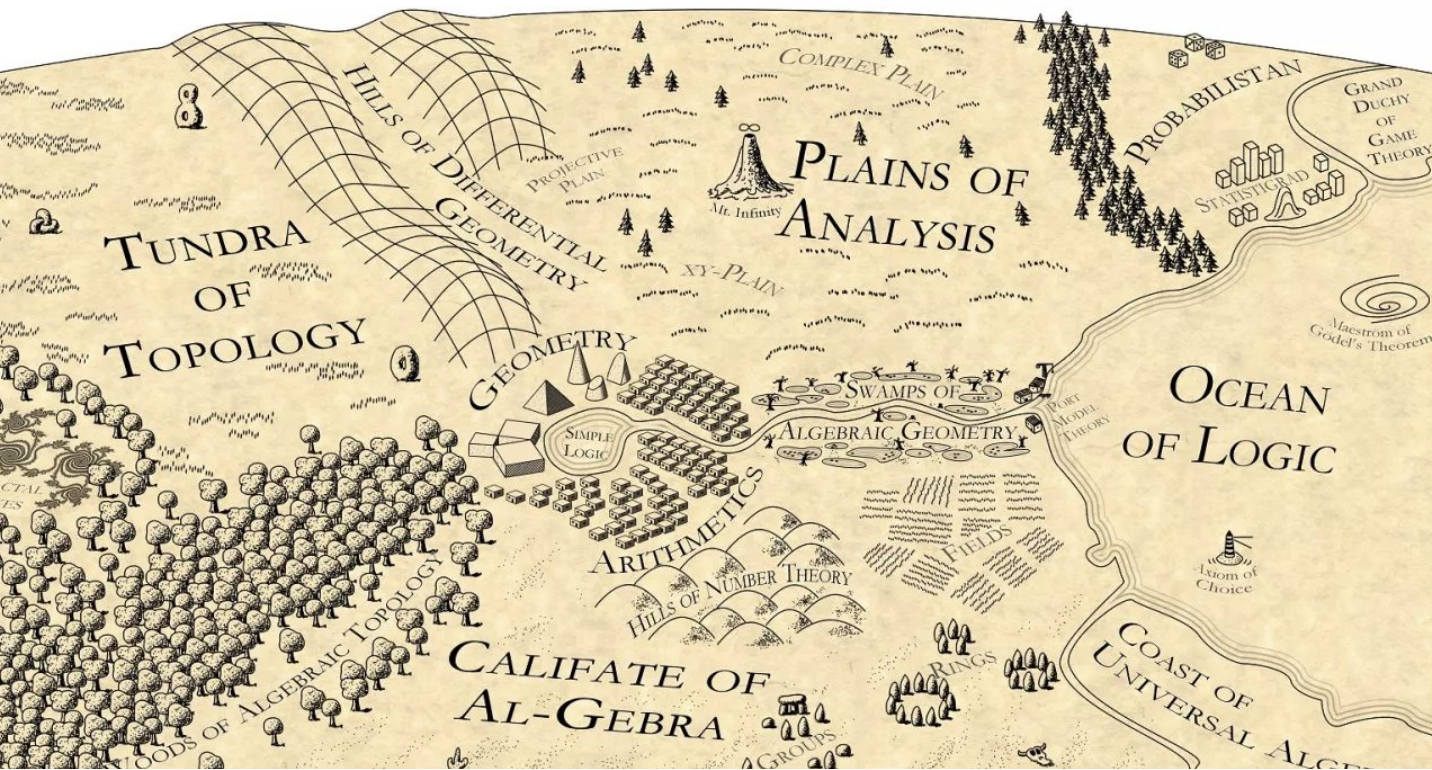 COMPLEX PLAIN
HILLS OF DIFFERENTIAL
GEOMETRY
PROJECTIVE
PLAIN
Mt. Infinity
PLAINS OF
ANALYSIS
XY-PLAIN
PROBABILISTAN
GRAND
DUCHY
OF
GAME
THEORY
STATISTIGRAD
TUNDRA
OF
TOPOLOGY
Maelstrom of
Gödel's Theorem
GEOMETRY
SIMPLE
LOGIC
SWAMPS OF
ALGEBRAIC GEOMETRY
PORT
MODEL
THEORY
OCEAN
OF LOGIC
Axiom of
Choice
ARITHMETICS
HILLS OF NUMBER THEORY
FIELDS
WOODS OF ALGEBRAIC TOPOLOGY
CALIFATE OF
AL-GEBRA
RINGS
GROUPS
COAST OF
UNIVERSAL